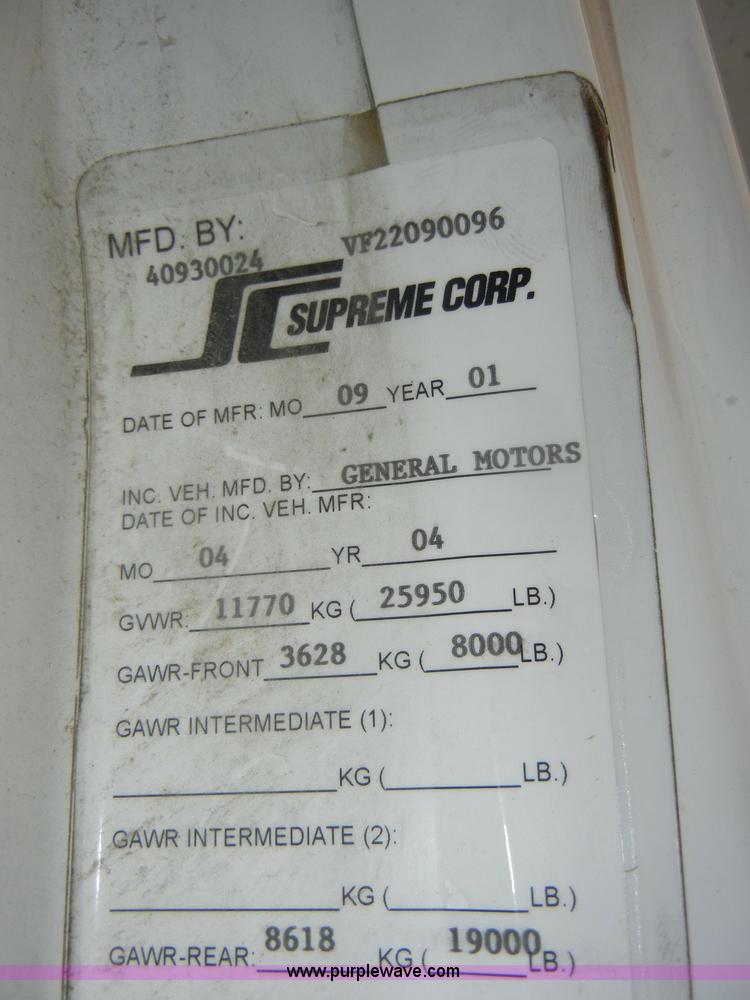 MFD. BY:
40930024 VF22090096
SUPREME CORP.
DATE OF MFR: MO 09 YEAR 01
INC. VEH. MFD. BY: GENERAL MOTORS
DATE OF INC. VEH. MFR:
MO 04 YR 04
GVWR: 11770 KG ( 25950 LB.)
GAWR-FRONT 3628 KG ( 8000 LB.)
GAWR INTERMEDIATE (1):
KG ( LB.)
GAWR INTERMEDIATE (2):
KG ( LB.)
GAWR-REAR: 8618 KG ( 19000 LB.)
www.purplewave.com